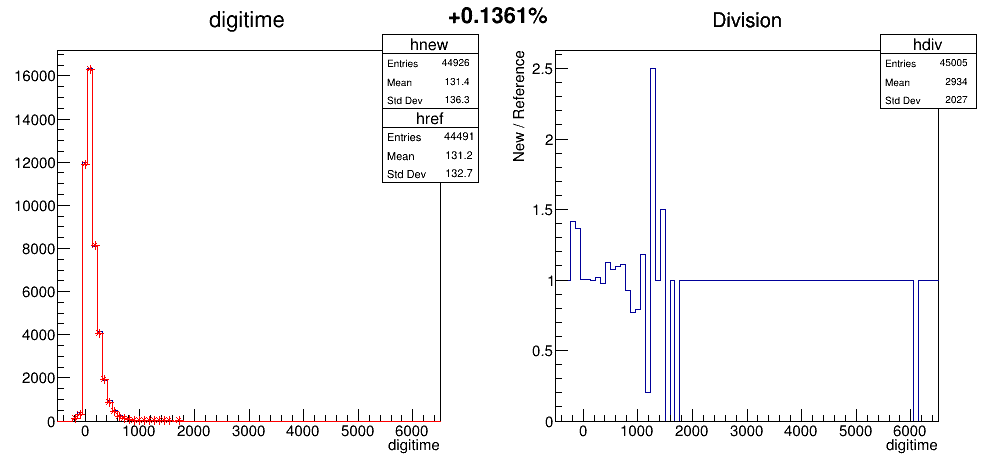 digitime
+0.1361%
Division
hnew
Entries 44926
Mean 131.4
Std Dev 136.3
href
Entries 44491
Mean 131.2
Std Dev 132.7
16000
14000
12000
10000
8000
6000
4000
2000
0
0 1000 2000 3000 4000 5000 6000
digitime
hdiv
Entries 45005
Mean 2934
Std Dev 2027
New / Reference
2.5
2
1.5
1
0.5
0
0 1000 2000 3000 4000 5000 6000
digitime